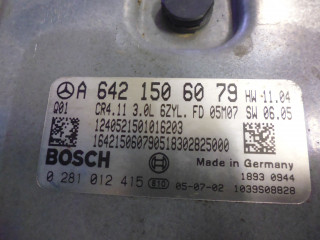 A 642 150 60 79 HW-11.04
Q01 CR4.11 3.0L 6ZYL. FD 05M07 SW 06.05
1240521501016203
164215060790518302825000
BOSCH Made in Germany
1893 0944
0 281 012 415 05-07-02 1039S08828